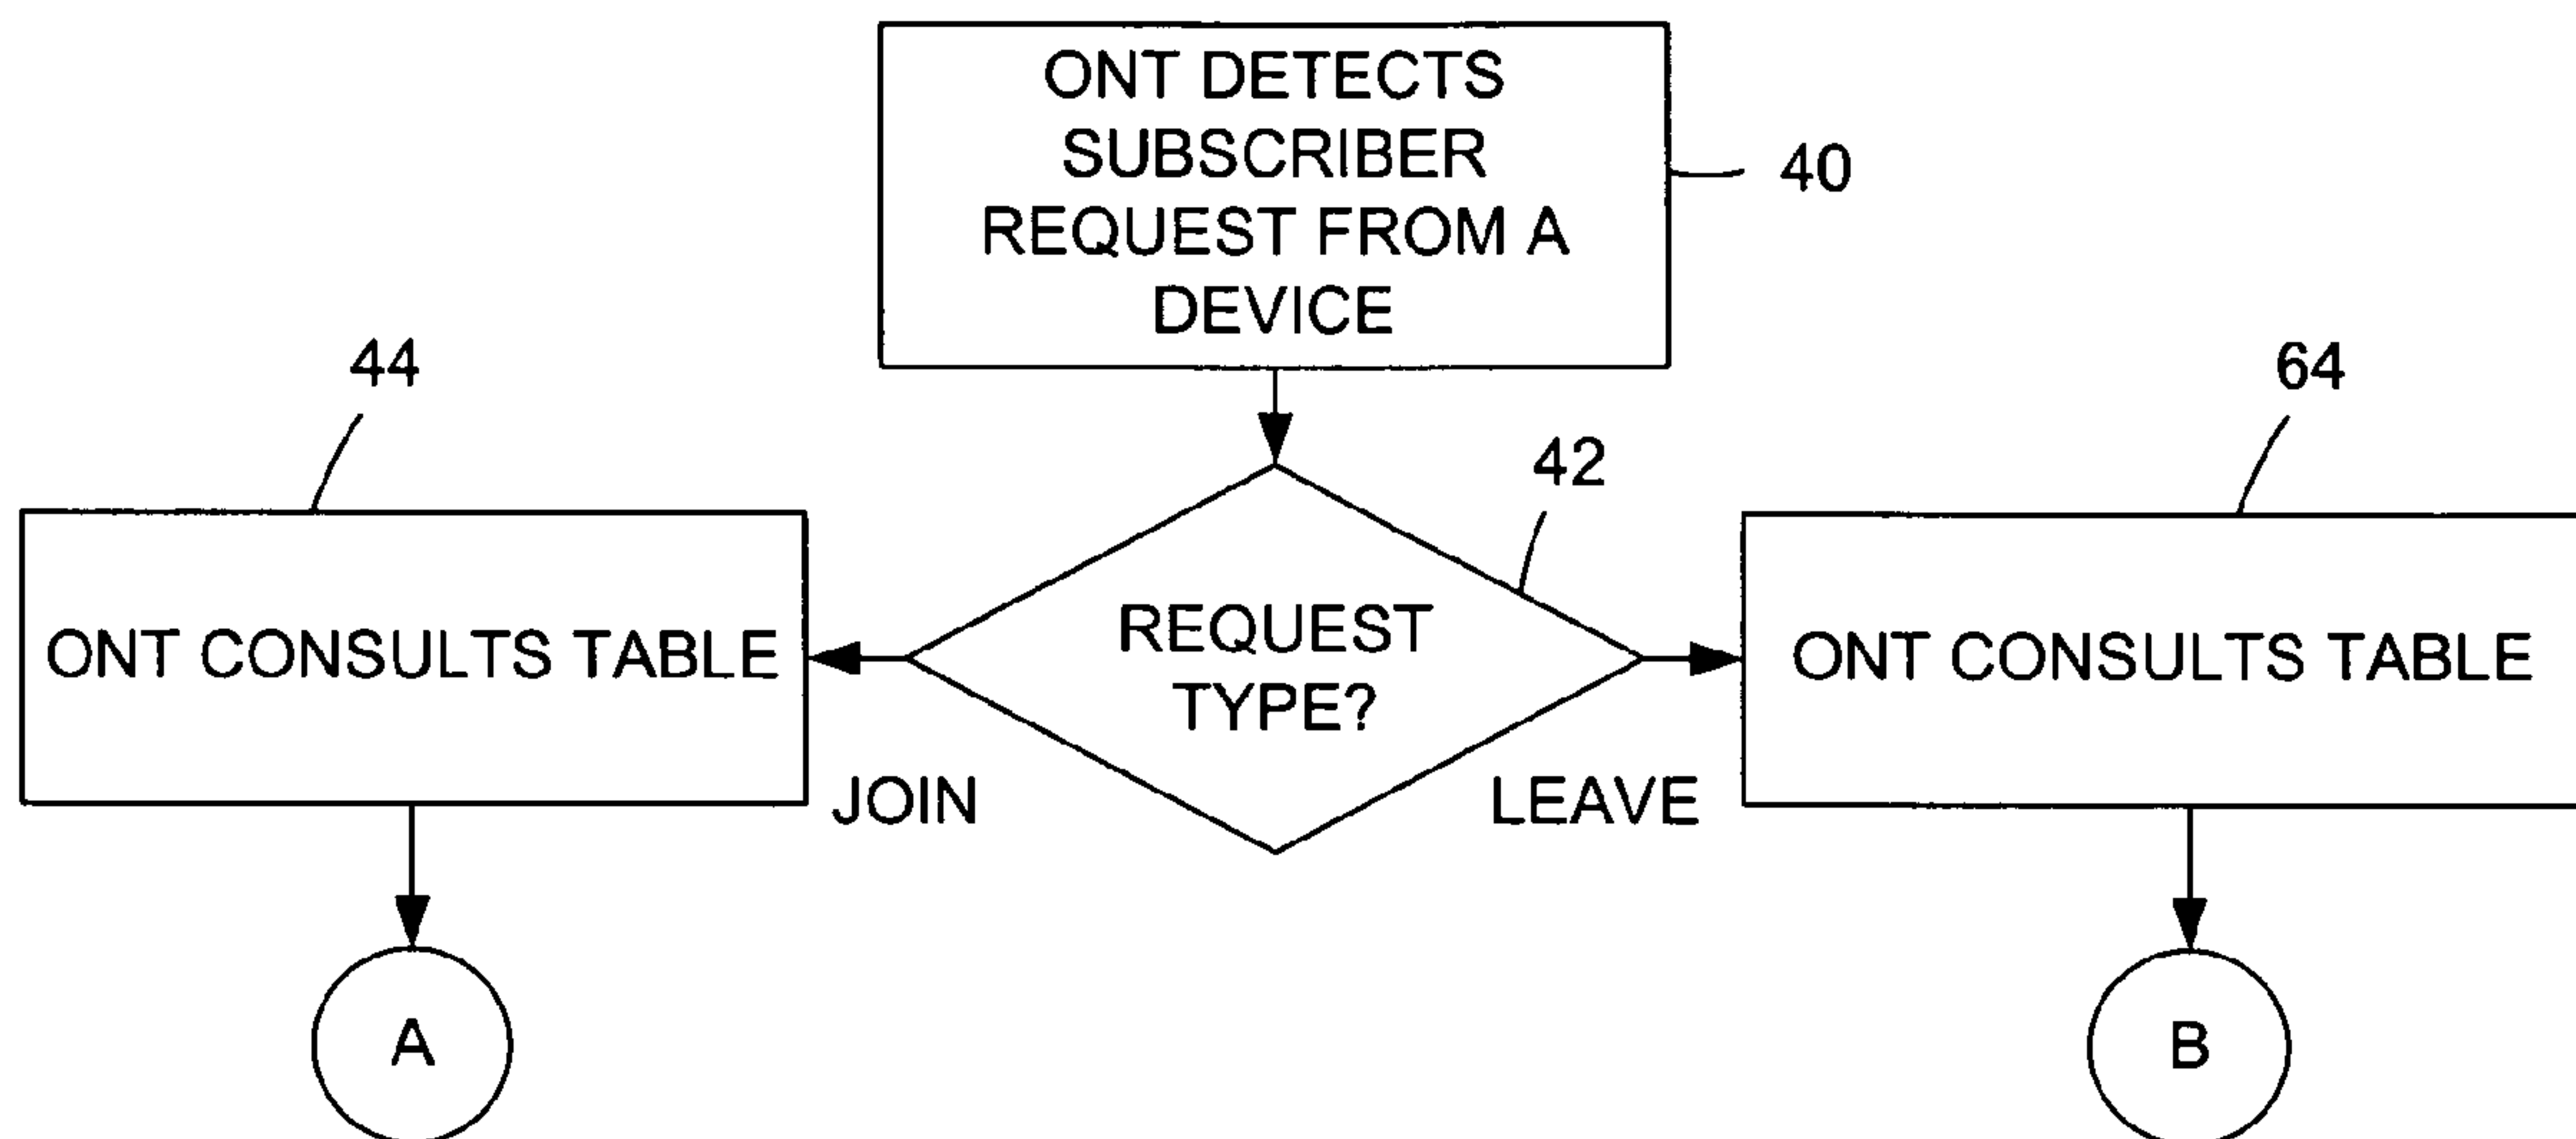 ONT DETECTS
SUBSCRIBER
REQUEST FROM A
DEVICE
40
44
64
42
ONT CONSULTS TABLE
REQUEST
TYPE?
ONT CONSULTS TABLE
JOIN
LEAVE
A
B